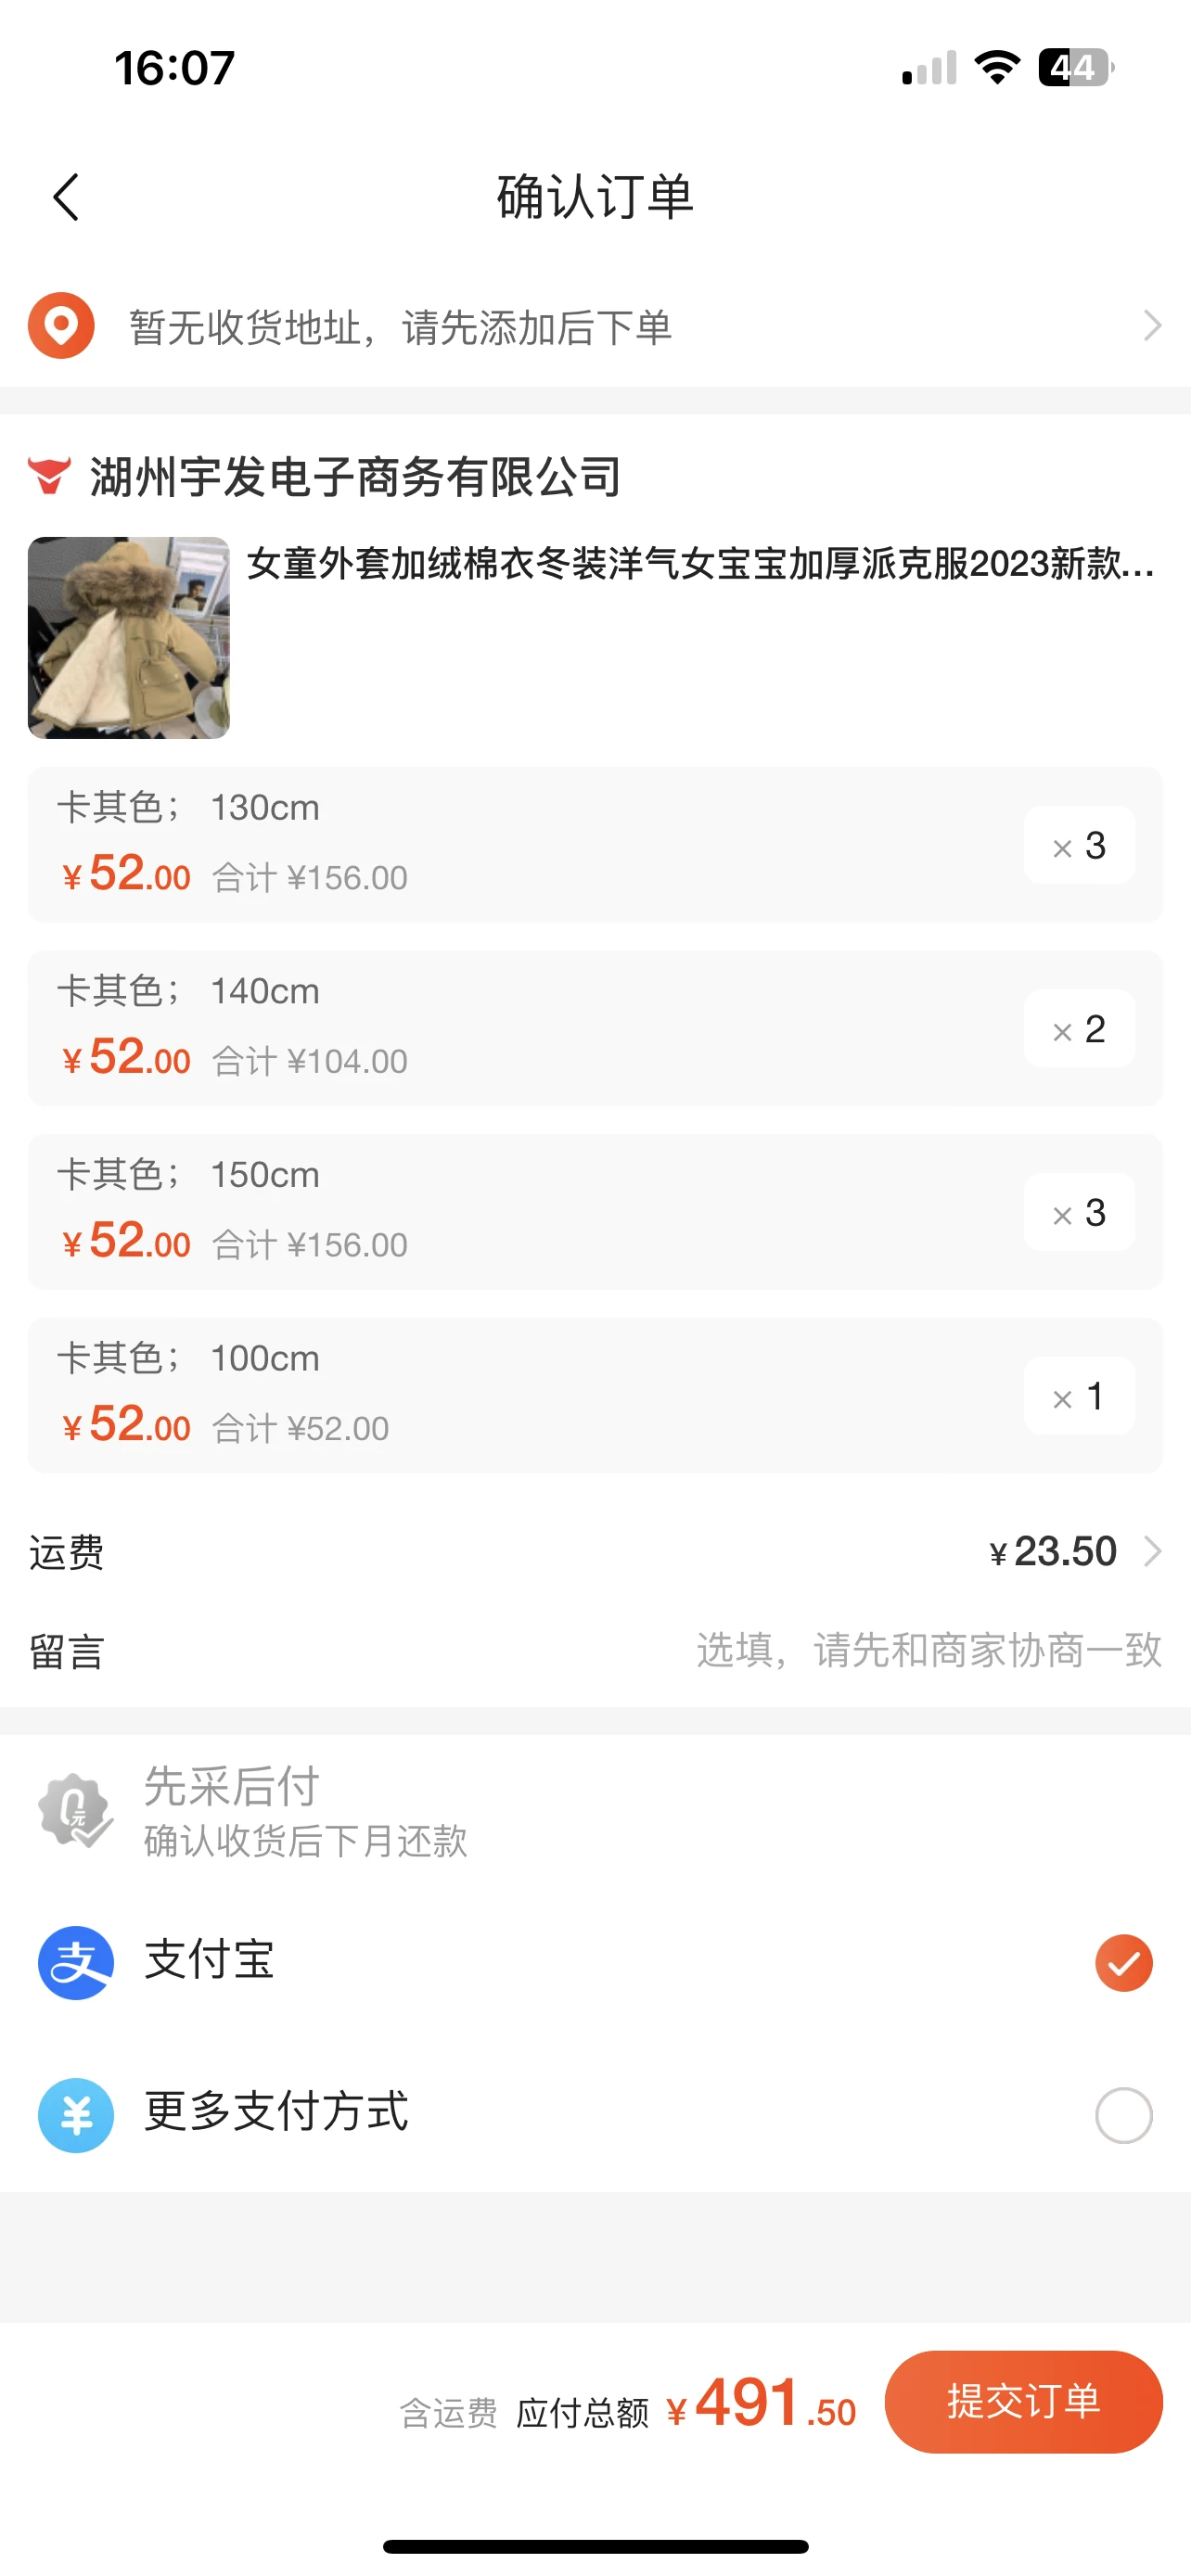 16:07
44
确认订单
暂无收货地址，请先添加后下单
湖州宇发电子商务有限公司
女童外套加绒棉衣冬装洋气女宝宝加厚派克服2023新款...
卡其色； 130cm
¥52.00 合计 ¥156.00
× 3
卡其色； 140cm
¥52.00 合计 ¥104.00
× 2
卡其色； 150cm
¥52.00 合计 ¥156.00
× 3
卡其色； 100cm
¥52.00 合计 ¥52.00
× 1
运费 ¥23.50
留言 选填，请先和商家协商一致
0元
先采后付
确认收货后下月还款
支 支付宝
¥ 更多支付方式
含运费 应付总额 ¥491.50 提交订单